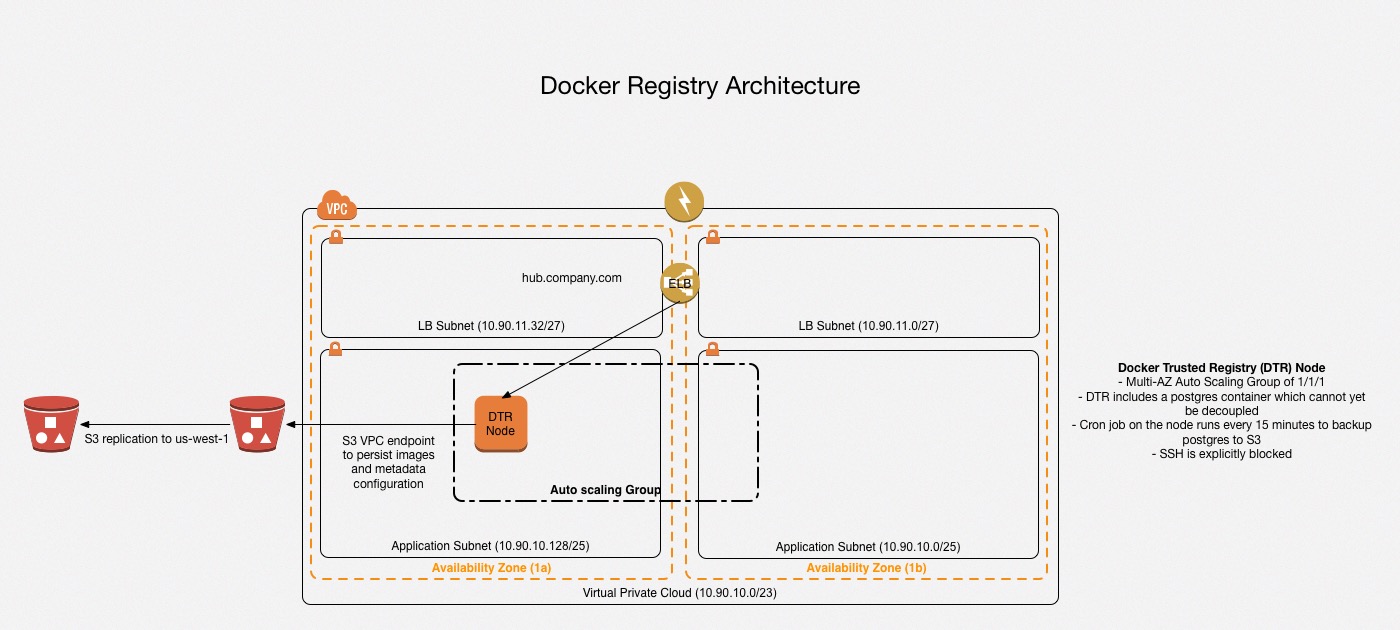 Docker Registry Architecture
VPC
hub.company.com
ELB
LB Subnet (10.90.11.32/27)
LB Subnet (10.90.11.0/27)
DTR
Node
S3 replication to us-west-1
S3 VPC endpoint
to persist images
and metadata
configuration
Auto scaling Group
Application Subnet (10.90.10.128/25)
Application Subnet (10.90.10.0/25)
Availability Zone (1a)
Availability Zone (1b)
Virtual Private Cloud (10.90.10.0/23)
Docker Trusted Registry (DTR) Node
- Multi-AZ Auto Scaling Group of 1/1/1
- DTR includes a postgres container which cannot yet
be decoupled
- Cron job on the node runs every 15 minutes to backup
postgres to S3
- SSH is explicitly blocked